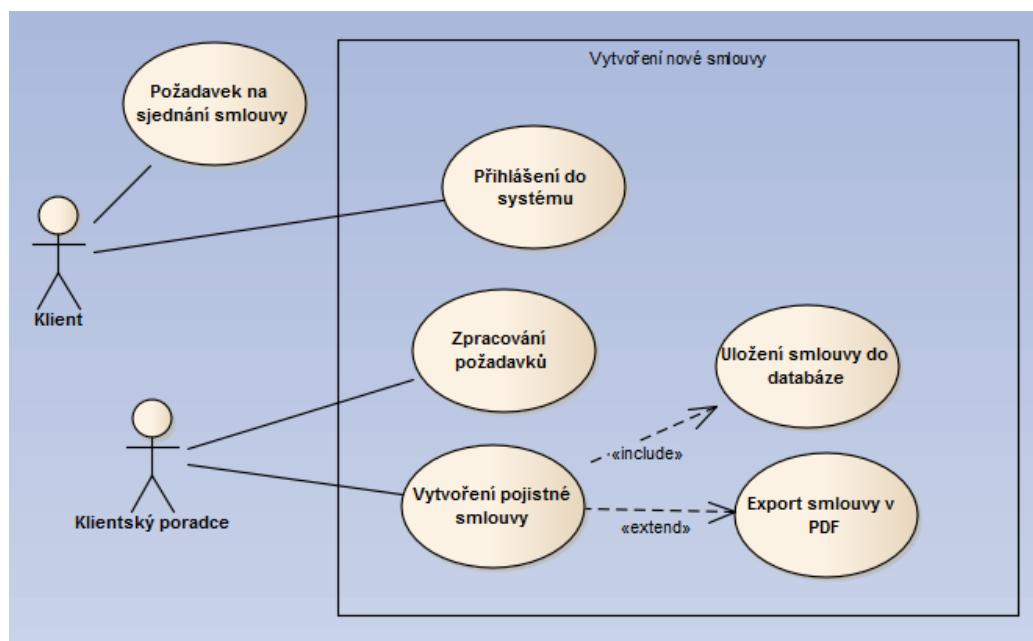 Vytvoření nové smlouvy
Požadavek na
sjednání smlouvy
Přihlášení do
systému
Klient
Zpracování
požadavků
Uložení smlouvy do
databáze
«include»
Klientský poradce
Vytvoření pojistné
smlouvy
Export smlouvy v
PDF
«extend»